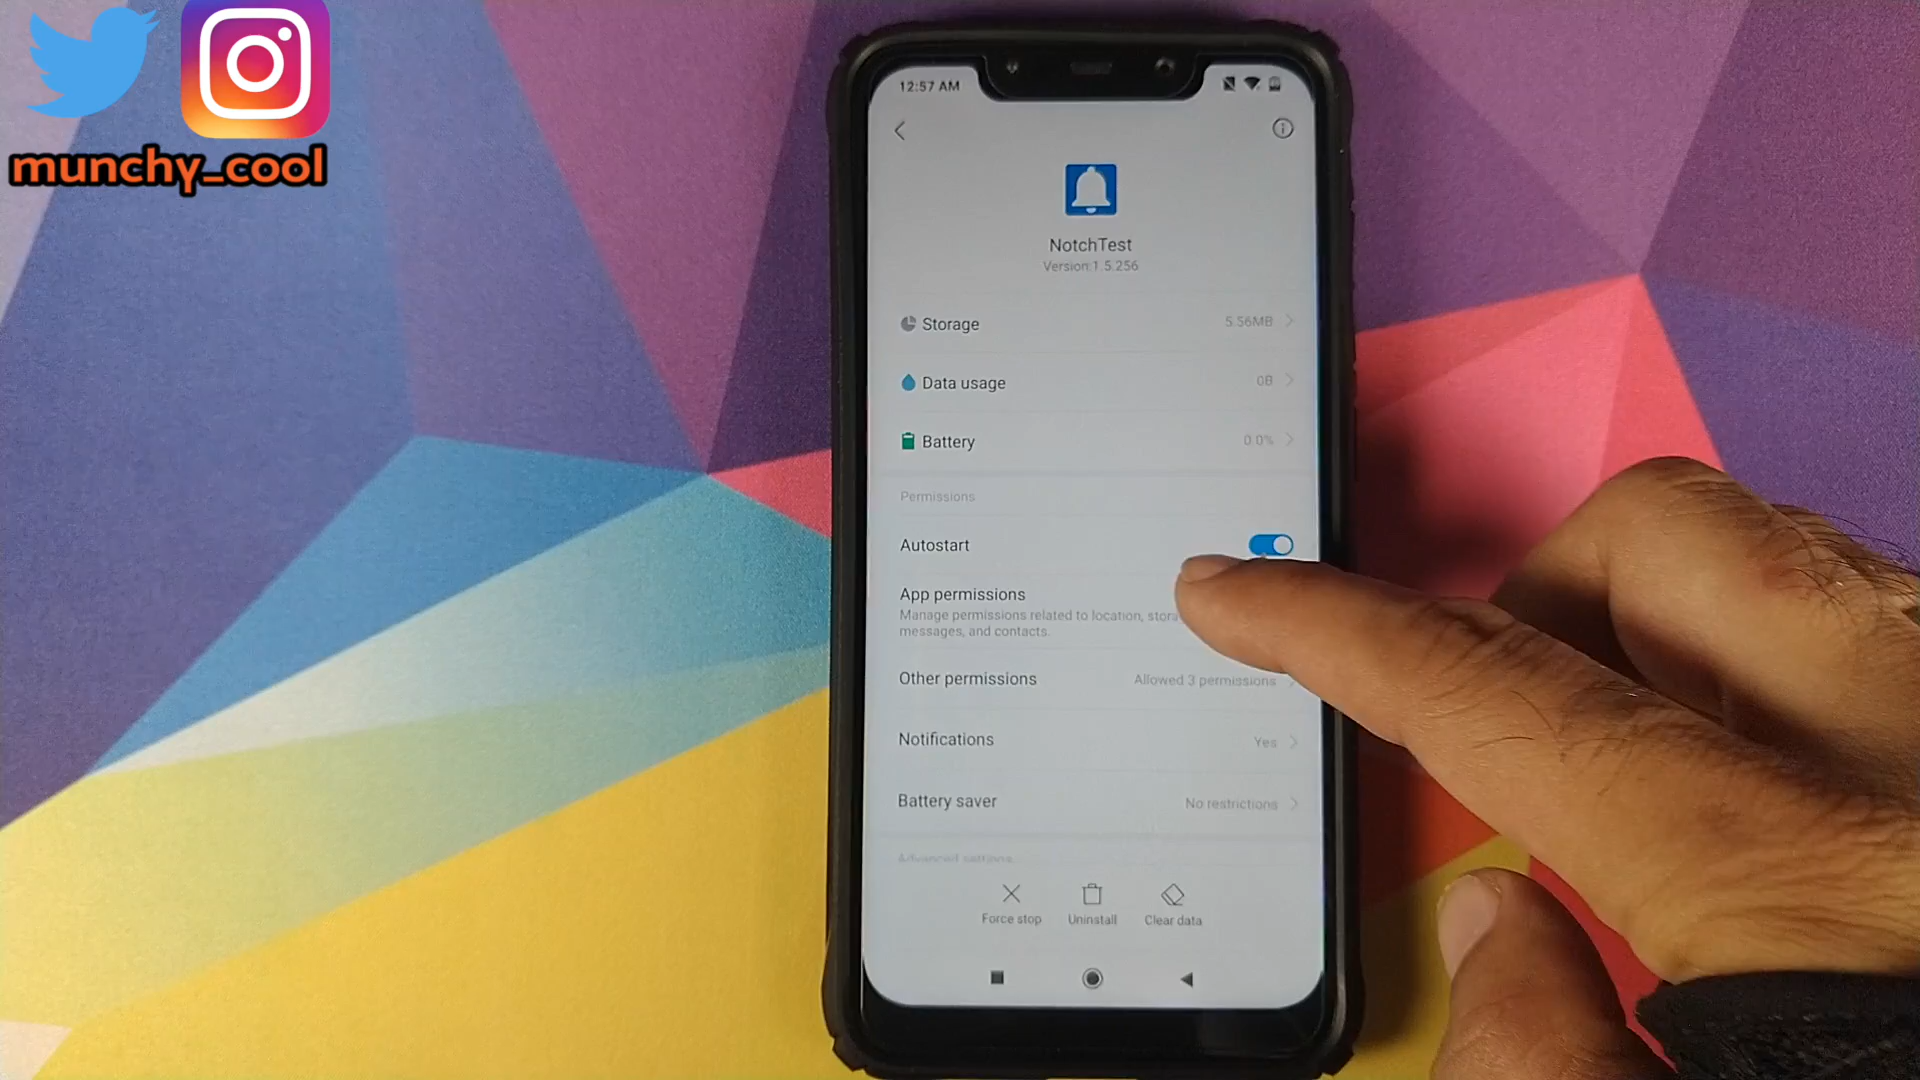 munchy_cool
12:57 AM
NotchTest
Version:1.5.256
Storage 5.56MB
Data usage 0B
Battery 0.0%
Permissions
Autostart
App permissions
Manage permissions related to location, stora
messages, and contacts.
Other permissions Allowed 3 permissions
Notifications Yes
Battery saver No restrictions
Advanced settings
Force stop Uninstall Clear data